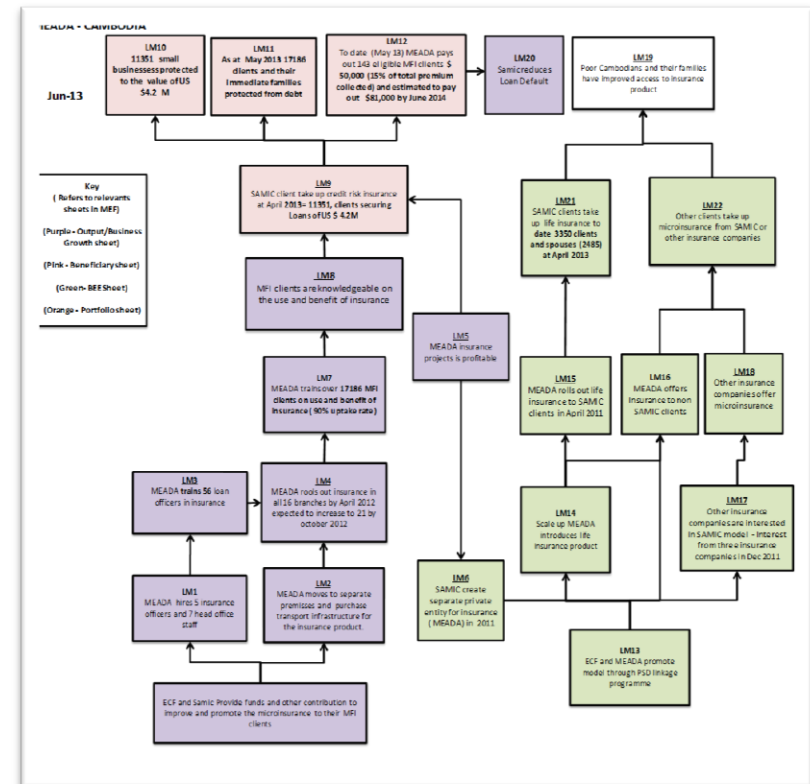 MEADA - CAMBODIA
Jun-13
LM10
11351 small
businessesprotected
to the value of US
$4.2 M
LM11
As at May 2013 17186
clients and their
immediate families
protected from debt
LM12
To date (May 13) MEADA pays
out 143 eligible MFI clients $
50,000 (15% of total premium
collected) and estimated to pay
out $81,000 by June 2014
LM20
Samicreduces
Loan Default
LM19
Poor Cambodians and their families
have improved access to insurance
product
Key
( Refers to relevants
sheets in MEF)
(Purple- Output/Business
Growth sheet)
(Pink - Beneficiary sheet)
(Green- BEE Sheet)
(Orange - Portfoliosheet)
LM9
SAMIC client take up credit risk insurance
at April 2013= 11351, clients securing
Loans of US $ 4.2M
LM21
SAMIC clients take
up life insurance to
date 3350 clients
and spouses (2485)
at April 2013
LM22
Other clients take up
microinsurance from SAMIC or
other insurance companies
LM8
MFI clients are knowledgeable on
the use and benefit of insurance
LM5
MEADA insurance
projects is profitable
LM7
MEADA trains over 17186 MFI
clients on use and benefit of
insurance ( 90% uptake rate)
LM15
MEADA rolls out life
insurance to SAMIC
clients in April 2011
LM16
MEADA offers
insurance to non
SAMIC clients
LM18
Other insurance
companies offer
microinsurance
LM3
MEADA trains 56 loan
officers in insurance
LM4
MEADA rools out insurance in
all 16 branches by April 2012
expected to increase to 21 by
october 2012
LM14
Scale up MEADA
introduces life
insurance product
LM17
Other insurance
companies are interested
in SAMIC model - Interest
from three insurance
companies in Dec 2011
LM1
MEADA hires 5 insurance
officers and 7 head office
staff
LM2
MEADA moves to separate
premisses and purchase
transport infrastructure for
the insurance product.
LM6
SAMIC create
separate private
entity for insurance
( MEADA) in 2011
LM13
ECF and MEADA promote
model through PSD linkage
programme
ECF and Samic Provide funds and other contribution to
improve and promote the microinsurance to their MFI
clients